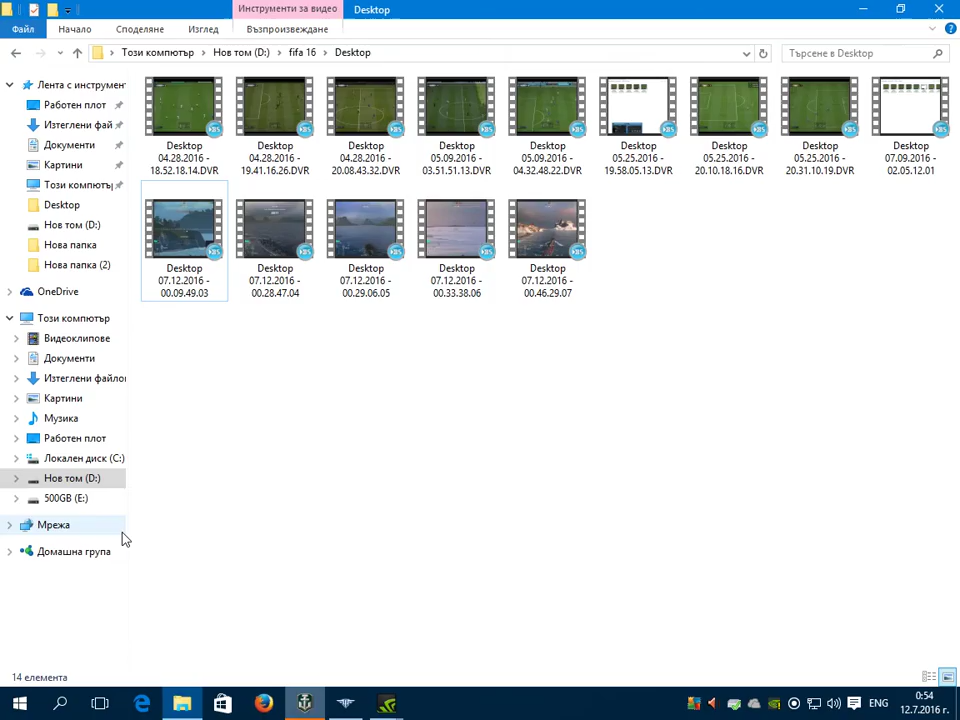 Инструменти за видео
Desktop
Файл
Начало
Споделяне
Изглед
Възпроизвеждане
Този компютър
Нов том (D:)
fifa 16
Desktop
Търсене в Desktop
Лента с инструмент
Работен плот
Изтеглени фай
Документи
Картини
Този компютъ
Desktop
Нов том (D:)
Нова папка
Нова папка (2)
OneDrive
Този компютър
Видеоклипове
Документи
Изтеглени файлов
Картини
Музика
Работен плот
Локален диск (C:)
Нов том (D:)
500GB (E:)
Мрежа
Домашна група
Desktop
04.28.2016 -
18.52.18.14.DVR
Desktop
04.28.2016 -
19.41.16.26.DVR
Desktop
04.28.2016 -
20.08.43.32.DVR
Desktop
05.09.2016 -
03.51.51.13.DVR
Desktop
05.09.2016 -
04.32.48.22.DVR
Desktop
05.25.2016 -
19.58.05.13.DVR
Desktop
05.25.2016 -
20.10.18.16.DVR
Desktop
05.25.2016 -
20.31.10.19.DVR
Desktop
07.09.2016 -
02.05.12.01
Desktop
07.12.2016 -
00.09.49.03
Desktop
07.12.2016 -
00.28.47.04
Desktop
07.12.2016 -
00.29.06.05
Desktop
07.12.2016 -
00.33.38.06
Desktop
07.12.2016 -
00.46.29.07
14 елемента
ENG
0:54
12.7.2016 г.